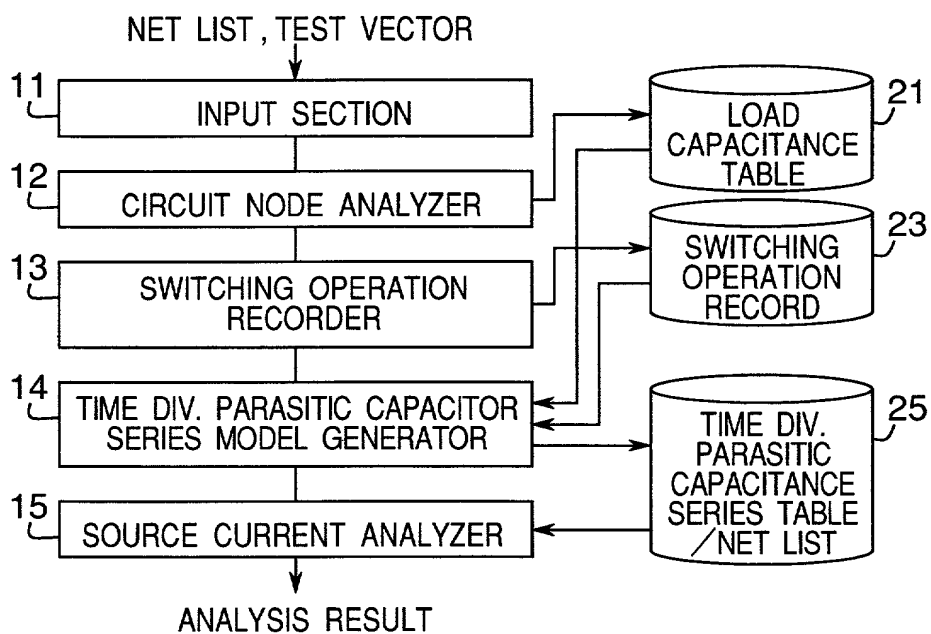 NET LIST, TEST VECTOR
11
INPUT SECTION
12
CIRCUIT NODE ANALYZER
13
SWITCHING OPERATION
RECORDER
14
TIME DIV. PARASITIC CAPACITOR
SERIES MODEL GENERATOR
15
SOURCE CURRENT ANALYZER
ANALYSIS RESULT
21
LOAD
CAPACITANCE
TABLE
23
SWITCHING
OPERATION
RECORD
25
TIME DIV.
PARASITIC
CAPACITANCE
SERIES TABLE
/NET LIST